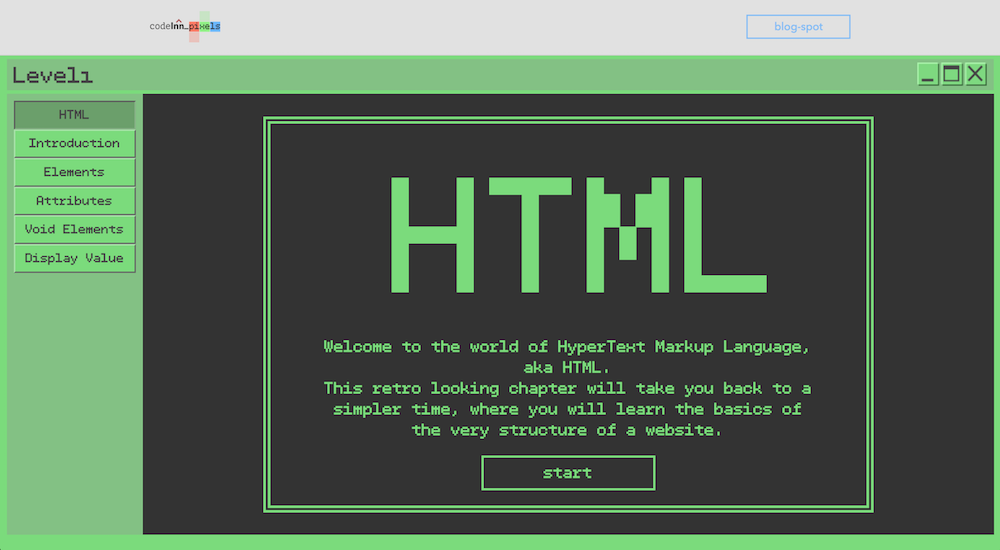 codeInn_pixels
blog-spot
Level1
HTML
Introduction
Elements
Attributes
Void Elements
Display Value
HTML
Welcome to the world of HyperText Markup Language,
aka HTML.
This retro looking chapter will take you back to a
simpler time, where you will learn the basics of
the very structure of a website.
start